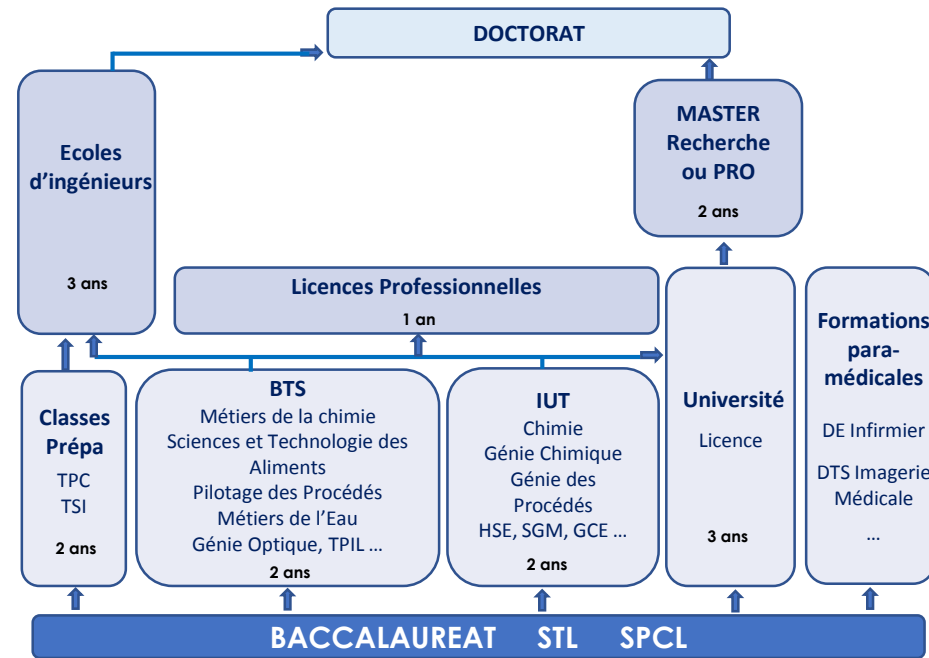 DOCTORAT
Ecoles
d’ingénieurs
3 ans
MASTER
Recherche
ou PRO
2 ans
Licences Professionnelles
1 an
Classes
Prépa
TPC
TSI
2 ans
BTS
Métiers de la chimie
Sciences et Technologie des
Aliments
Pilotage des Procédés
Métiers de l’Eau
Génie Optique, TPIL ...
2 ans
IUT
Chimie
Génie Chimique
Génie des
Procédés
HSE, SGM, GCE ...
2 ans
Université
Licence
3 ans
Formations
para-
médicales
DE Infirmier
DTS Imagerie
Médicale
...
BACCALAUREAT STL SPCL